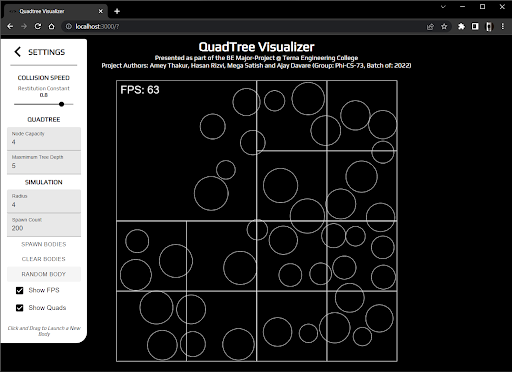 Quadtree Visualizer
localhost:3000/?
SETTINGS
QuadTree Visualizer
Presented as part of the BE Major-Project @ Terna Engineering College
Project Authors: Amey Thakur, Hasan Rizvi, Mega Satish and Ajay Davare (Group: Phi-CS-73, Batch of: 2022)
COLLISION SPEED
Restitution Constant
0.8
FPS: 63
QUADTREE
Node Capacity
4
Maximum Tree Depth
5
SIMULATION
Radius
4
Spawn Count
200
SPAWN BODIES
CLEAR BODIES
RANDOM BODY
Show FPS
Show Quads
Click and Drag to Launch a New
Body